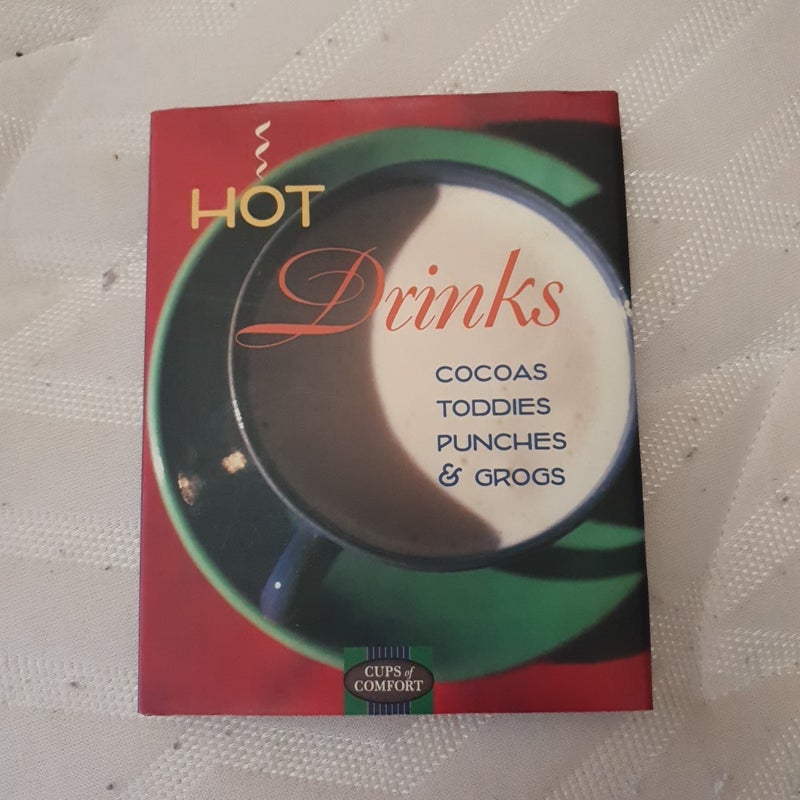 HOT
Drinks
COCOAS
TODDIES
PUNCHES
& GROGS
CUPS of
COMFORT